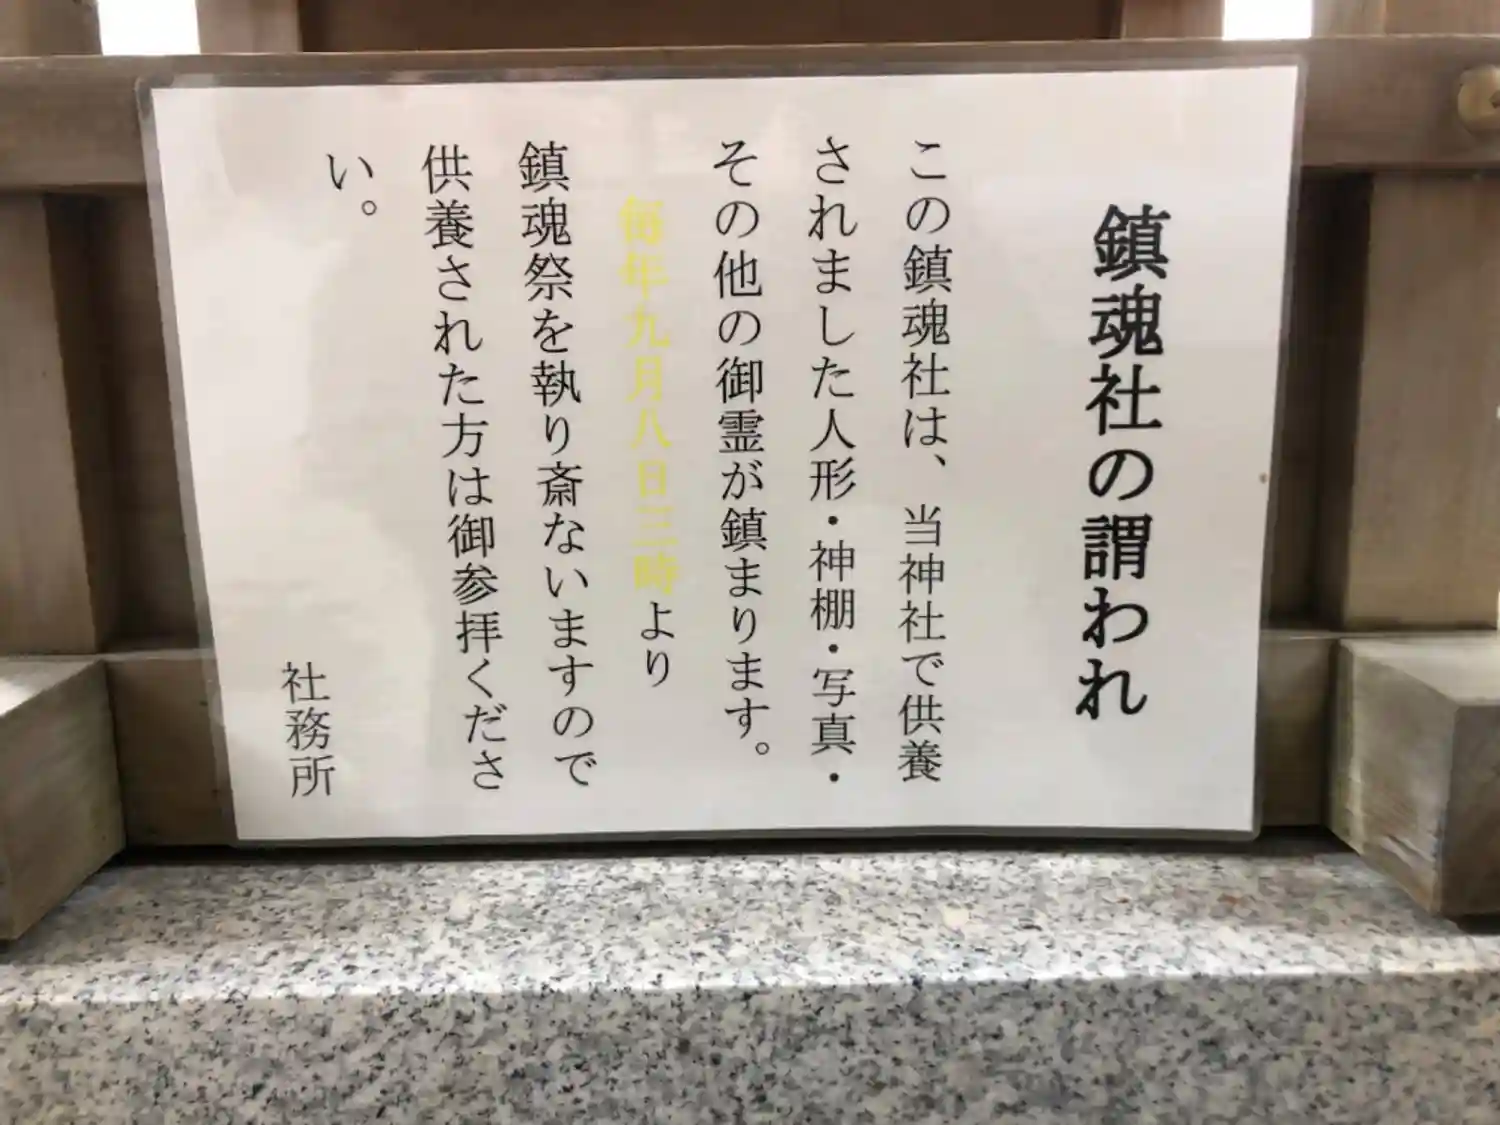 鎮魂社の謂われ
この鎮魂社は、当神社で供養
されました人形・神棚・写真・
その他の御霊が鎮まります。
毎年九月八日三時より
鎮魂祭を執り斎ないますので
供養された方は御参拝くださ
い。
社務所